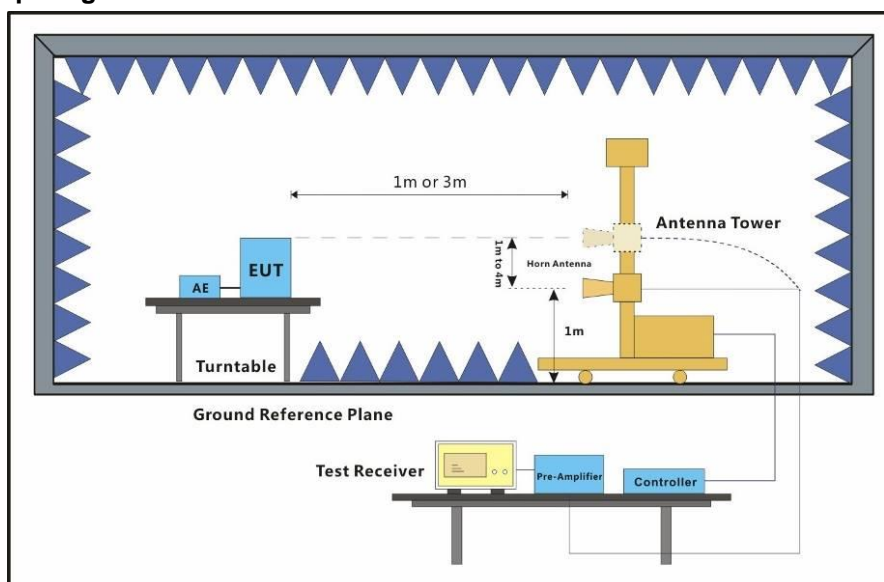 1m or 3m
Antenna Tower
1m to 4m
Horn Antenna
EUT
AE
1m
Turntable
Ground Reference Plane
Test Receiver
Pre-Amplifier
Controller